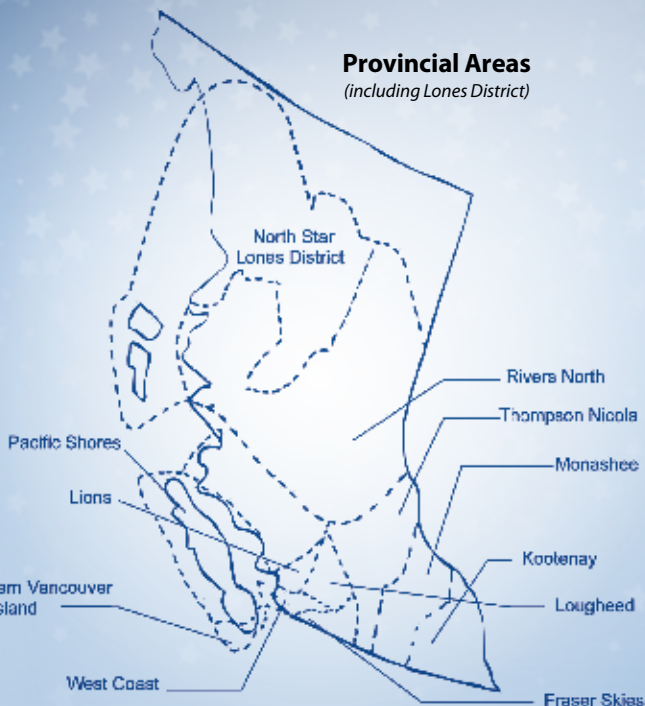 Provincial Areas
(including Lones District)
North Star
Lones District
Rivers North
Thompson Nicola
Pacific Shores
Monashee
Lions
Kootenay
Vancouver
Lougheed
West Coast
Fraser Skies